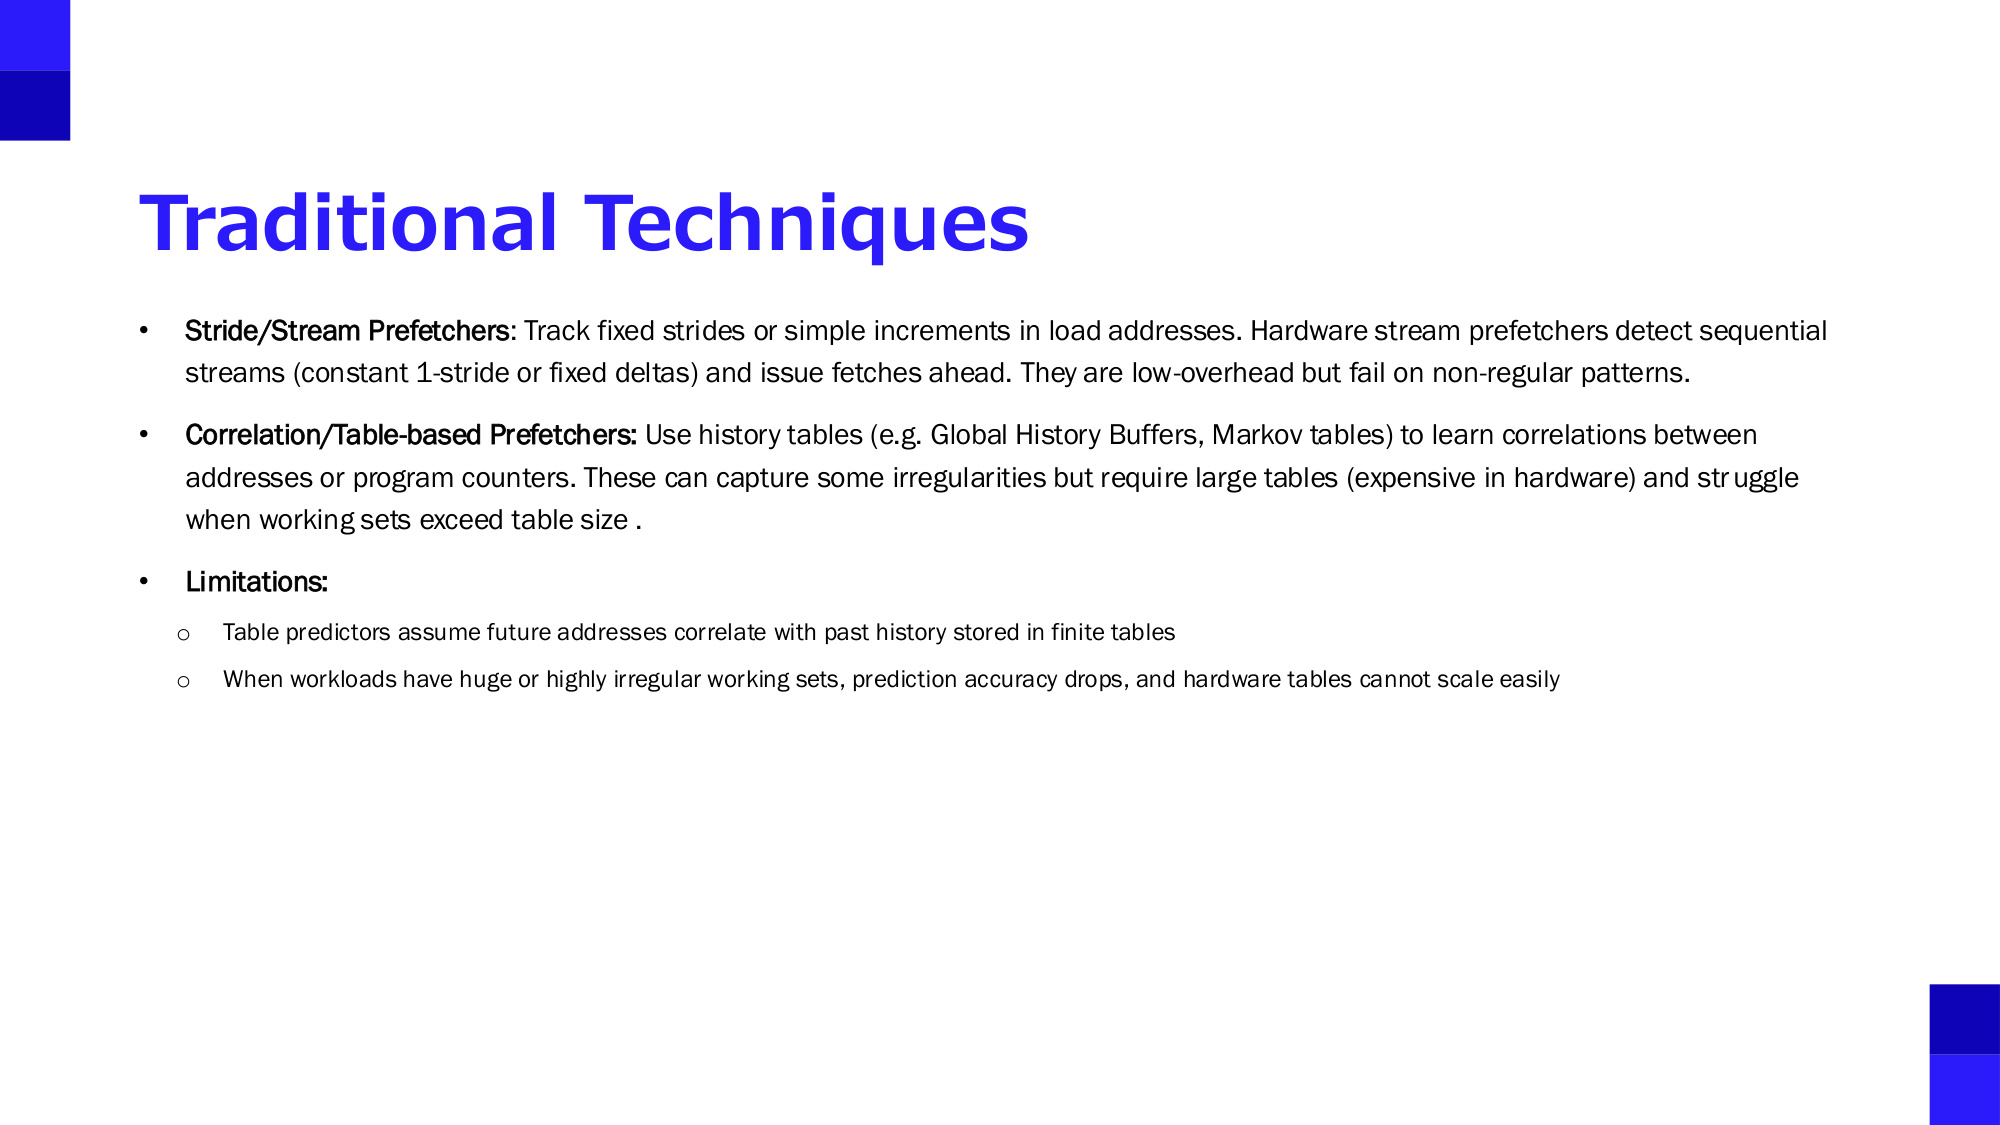 Traditional Techniques
• Stride/Stream Prefetchers: Track fixed strides or simple increments in load addresses. Hardware stream prefetchers detect sequential
streams (constant 1-stride or fixed deltas) and issue fetches ahead. They are low-overhead but fail on non-regular patterns.
• Correlation/Table-based Prefetchers: Use history tables (e.g. Global History Buffers, Markov tables) to learn correlations between
addresses or program counters. These can capture some irregularities but require large tables (expensive in hardware) and struggle
when working sets exceed table size .
• Limitations:
o Table predictors assume future addresses correlate with past history stored in finite tables
o When workloads have huge or highly irregular working sets, prediction accuracy drops, and hardware tables cannot scale easily